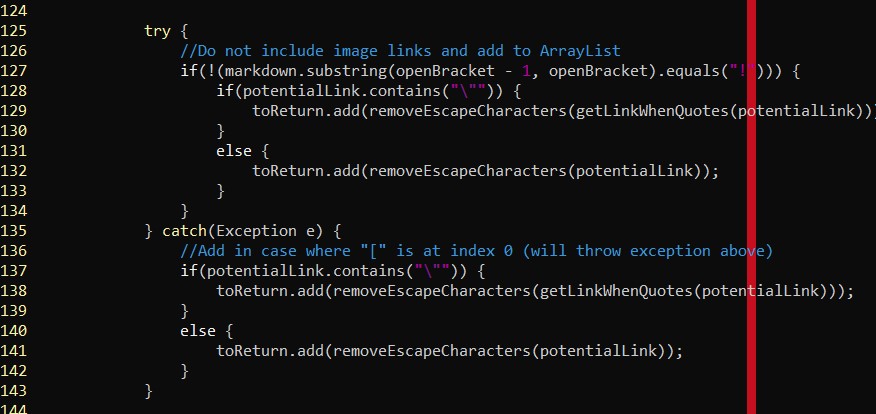 124
125 try {
126 //Do not include image links and add to ArrayList
127 if(!(markdown.substring(openBracket - 1, openBracket).equals("!"))) {
128 if(potentialLink.contains("\"")) {
129 toReturn.add(removeEscapeCharacters(getLinkWhenQuotes(potentialLink)))
130 }
131 else {
132 toReturn.add(removeEscapeCharacters(potentialLink));
133 }
134 }
135 } catch(Exception e) {
136 //Add in case where "[" is at index 0 (will throw exception above)
137 if(potentialLink.contains("\"")) {
138 toReturn.add(removeEscapeCharacters(getLinkWhenQuotes(potentialLink)));
139 }
140 else {
141 toReturn.add(removeEscapeCharacters(potentialLink));
142 }
143 }
144